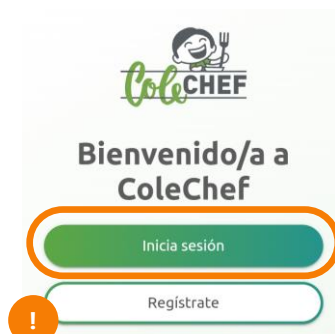 ColeCHEF
Bienvenido/a a
ColeChef
Inicia sesión
Regístrate
!